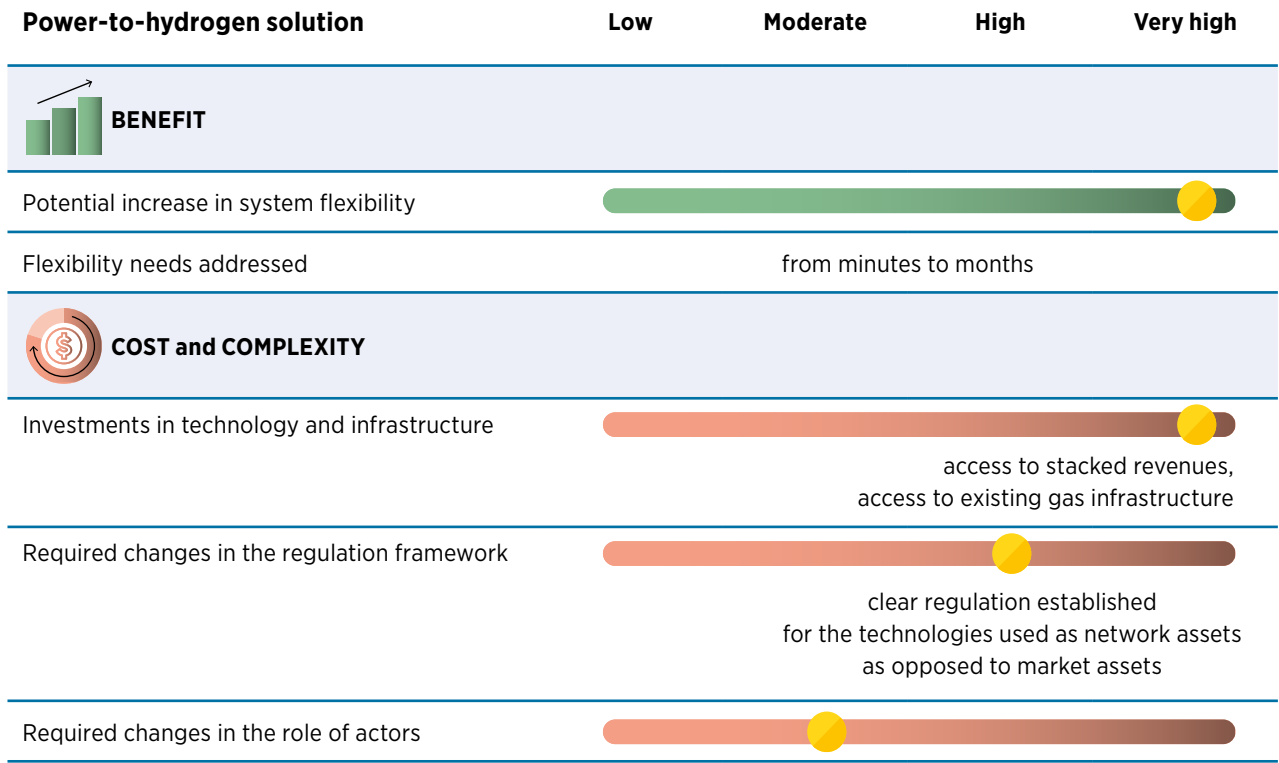 Power-to-hydrogen solution Low Moderate High Very high
BENEFIT
Potential increase in system flexibility
Flexibility needs addressed from minutes to months
COST and COMPLEXITY
Investments in technology and infrastructure
access to stacked revenues,
access to existing gas infrastructure
Required changes in the regulation framework
clear regulation established
for the technologies used as network assets
as opposed to market assets
Required changes in the role of actors